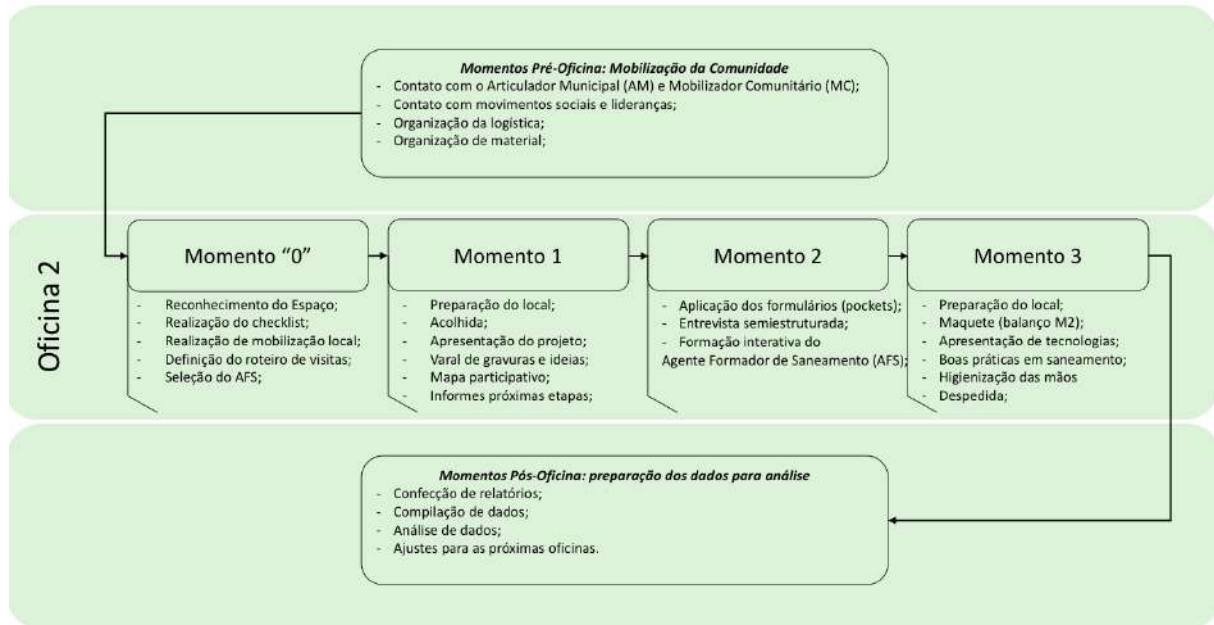 Momentos Pré-Oficina: Mobilização da Comunidade
- Contato com o Articulador Municipal (AM) e Mobilizador Comunitário (MC);
- Contato com movimentos sociais e lideranças;
- Organização da logística;
- Organização de material;
Oficina 2
Momento “0”
- Reconhecimento do Espaço;
- Realização do checklist;
- Realização de mobilização local;
- Definição do roteiro de visitas;
- Seleção do AFS;
Momento 1
- Preparação do local;
- Acolhida;
- Apresentação do projeto;
- Varal de gravuras e ideias;
- Mapa participativo;
- Informes próximas etapas;
Momento 2
- Aplicação dos formulários (pockets);
- Entrevista semiestruturada;
- Formação interativa do
Agente Formador de Saneamento (AFS);
Momento 3
- Preparação do local;
- Maquete (balanço M2);
- Apresentação de tecnologias;
- Boas práticas em saneamento;
- Higienização das mãos
- Despedida;
Momentos Pós-Oficina: preparação dos dados para análise
- Confecção de relatórios;
- Compilação de dados;
- Análise de dados;
- Ajustes para as próximas oficinas.